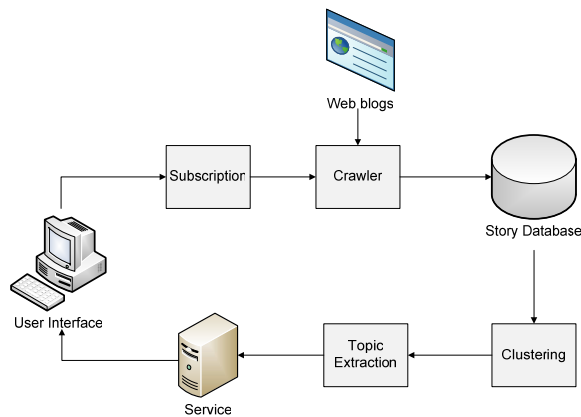 Web blogs
Subscription
Crawler
Story Database
User Interface
Topic
Extraction
Clustering
Service